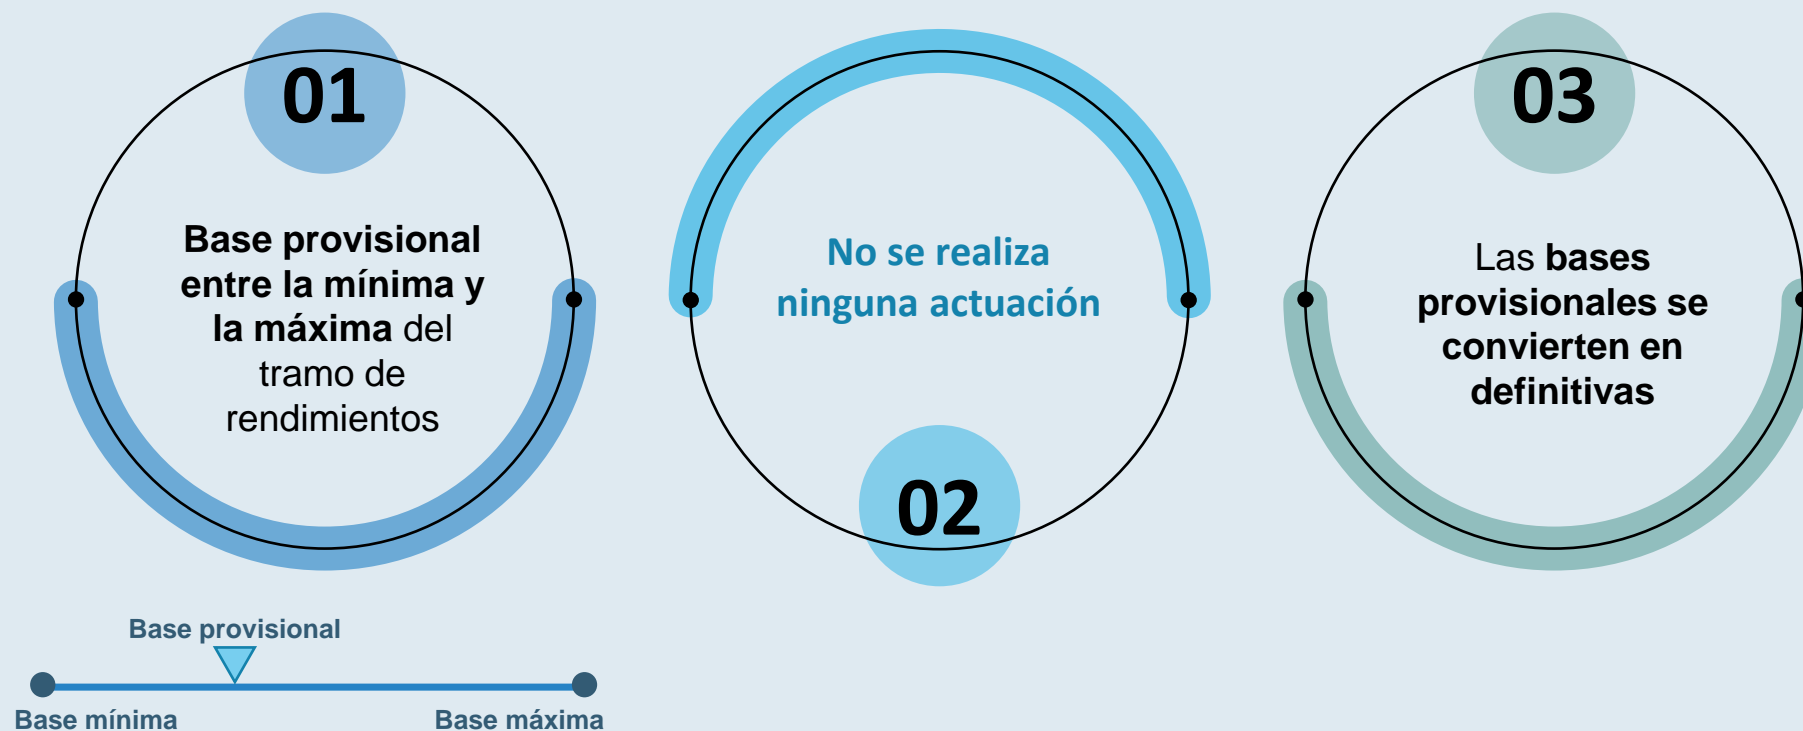 01
Base provisional
entre la mínima y
la máxima del
tramo de
rendimientos
No se realiza
ninguna actuación
02
03
Las bases
provisionales se
convierten en
definitivas
Base provisional
Base mínima
Base máxima